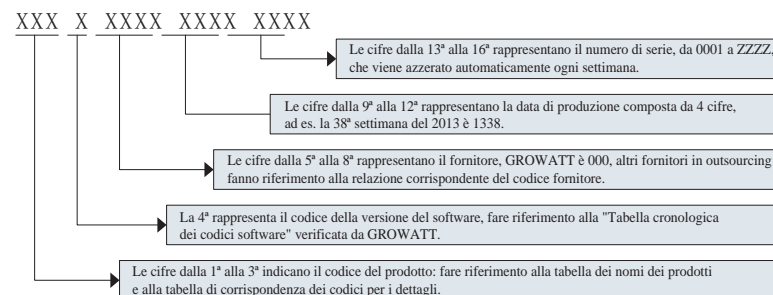 XXX X XXXX XXXX XXXX
Le cifre dalla 13ª alla 16ª rappresentano il numero di serie, da 0001 a ZZZZ,
che viene azzerato automaticamente ogni settimana.
Le cifre dalla 9ª alla 12ª rappresentano la data di produzione composta da 4 cifre,
ad es. la 38ª settimana del 2013 è 1338.
Le cifre dalla 5ª alla 8ª rappresentano il fornitore, GROWATT è 000, altri fornitori in outsourcing
fanno riferimento alla relazione corrispondente del codice fornitore.
La 4ª rappresenta il codice della versione del software, fare riferimento alla "Tabella cronologica
dei codici software" verificata da GROWATT.
Le cifre dalla 1ª alla 3ª indicano il codice del prodotto: fare riferimento alla tabella dei nomi dei prodotti
e alla tabella di corrispondenza dei codici per i dettagli.